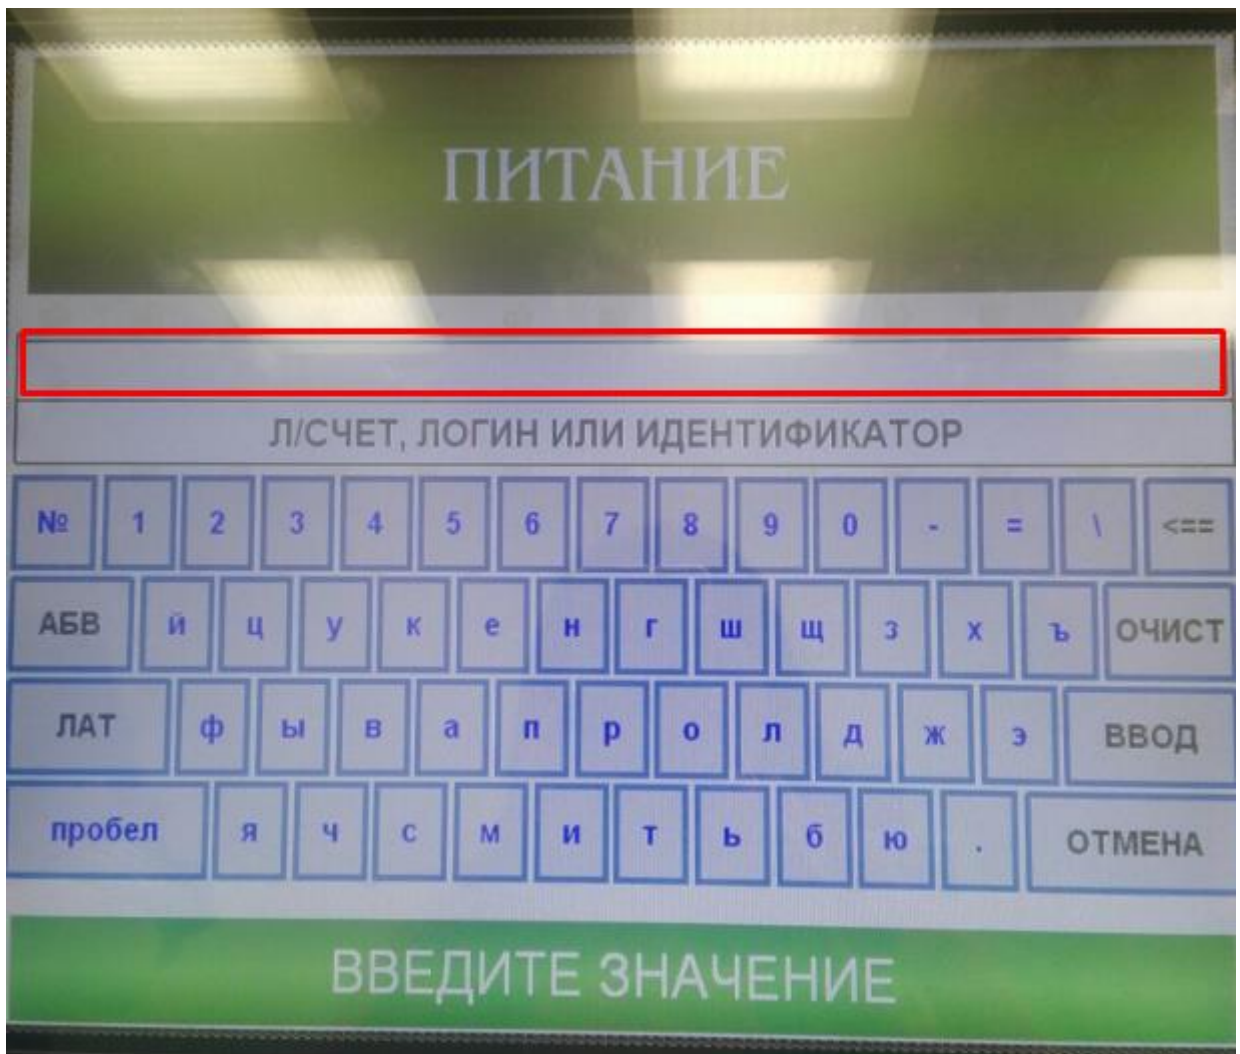 ПИТАНИЕ
Л/СЧЕТ, ЛОГИН ИЛИ ИДЕНТИФИКАТОР
№ 1 2 3 4 5 6 7 8 9 0 - = \ <==
АБВ й ц у к е н г ш щ з х ъ ОЧИСТ
ЛАТ ф ы в а п р о л д ж э ВВОД
пробел я ч с м и т ь б ю . ОТМЕНА
ВВЕДИТЕ ЗНАЧЕНИЕ